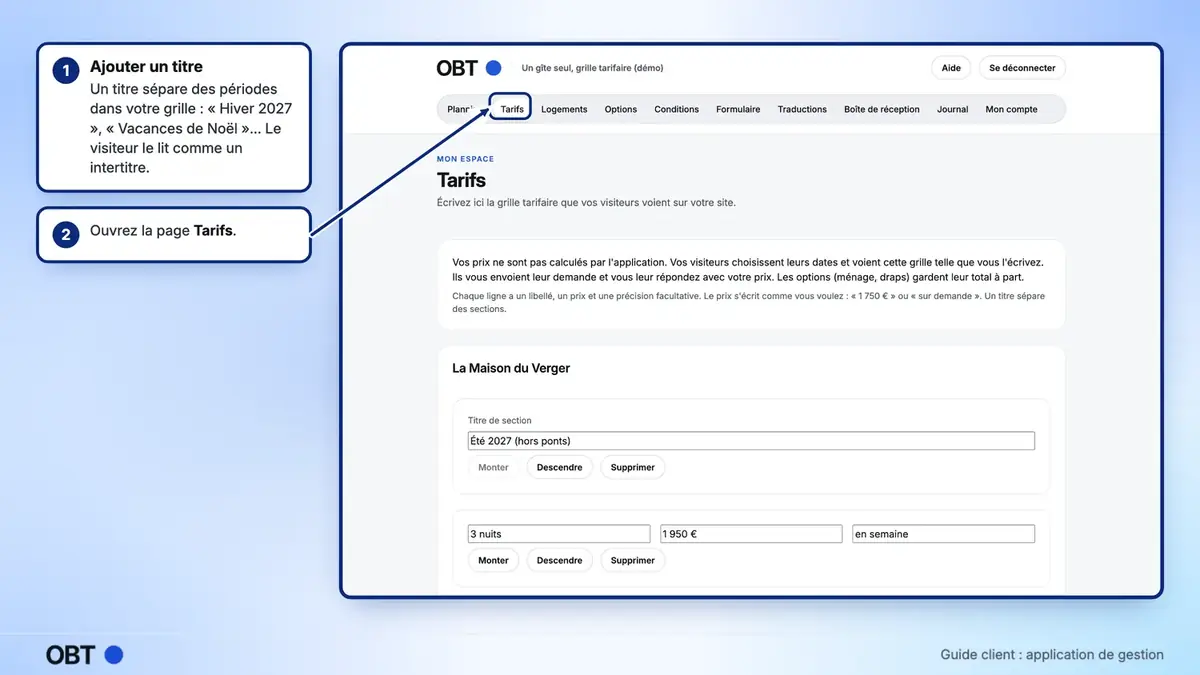 1
Ajouter un titre
Un titre sépare des périodes
dans votre grille : « Hiver 2027
», « Vacances de Noël »... Le
visiteur le lit comme un
intertitre.
2
Ouvrez la page Tarifs.
OBT
Un gîte seul, grille tarifaire (démo)
Aide
Se déconnecter
Tarifs
Logements
Options
Conditions
Formulaire
Traductions
Boîte de réception
Journal
Mon compte
MON ESPACE
Tarifs
Écrivez ici la grille tarifaire que vos visiteurs voient sur votre site.
Vos prix ne sont pas calculés par l'application. Vos visiteurs choisissent leurs dates et voient cette grille telle que vous l'écrivez.
Ils vous envoient leur demande et vous leur répondez avec votre prix. Les options (ménage, draps) gardent leur total à part.
Chaque ligne a un libellé, un prix et une précision facultative. Le prix s'écrit comme vous voulez : « 1 750 € » ou « sur demande ». Un titre sépare
des sections.
La Maison du Verger
Titre de section
Été 2027 (hors ponts)
Monter
Descendre
Supprimer
3 nuits
1 950 €
en semaine
Monter
Descendre
Supprimer
OBT
Guide client : application de gestion